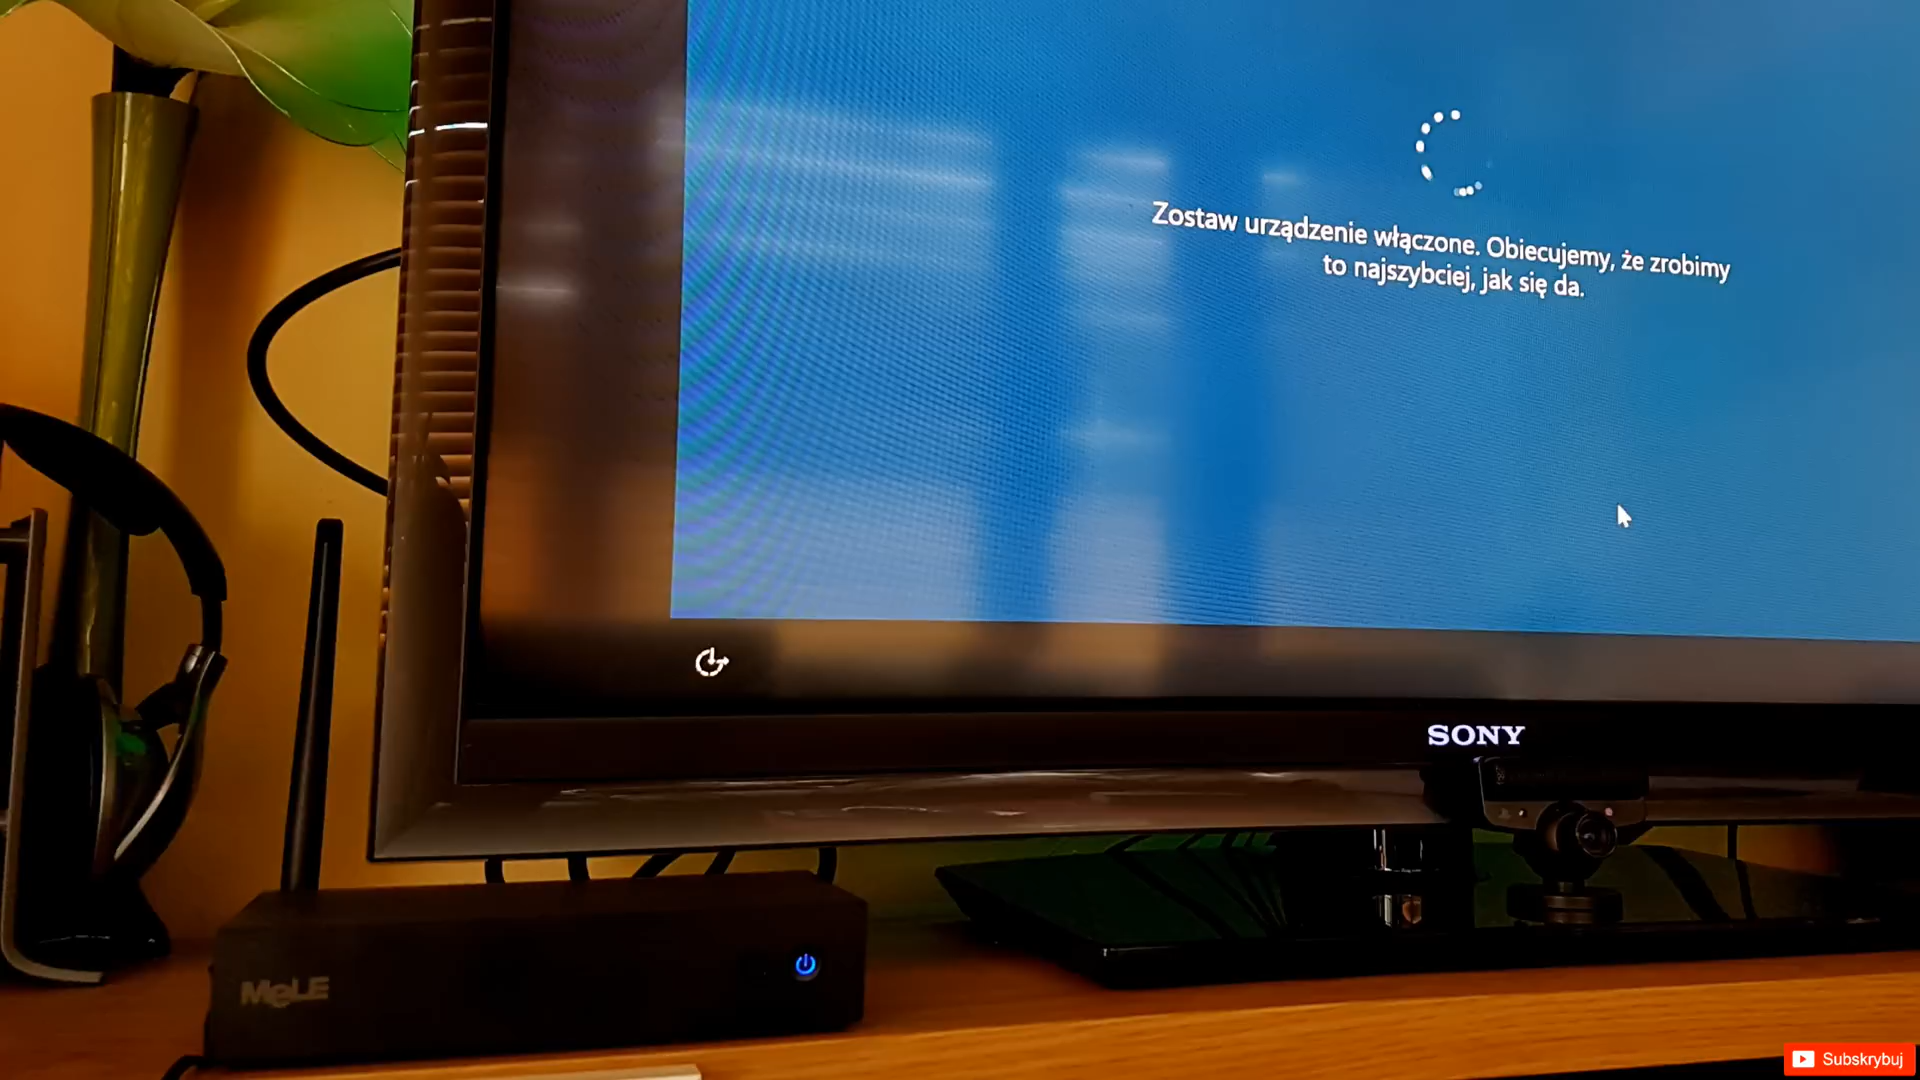 Zostaw urządzenie włączone. Obiecujemy, że zrobimy
to najszybciej, jak się da.
SONY
MeLE
Subskrybuj